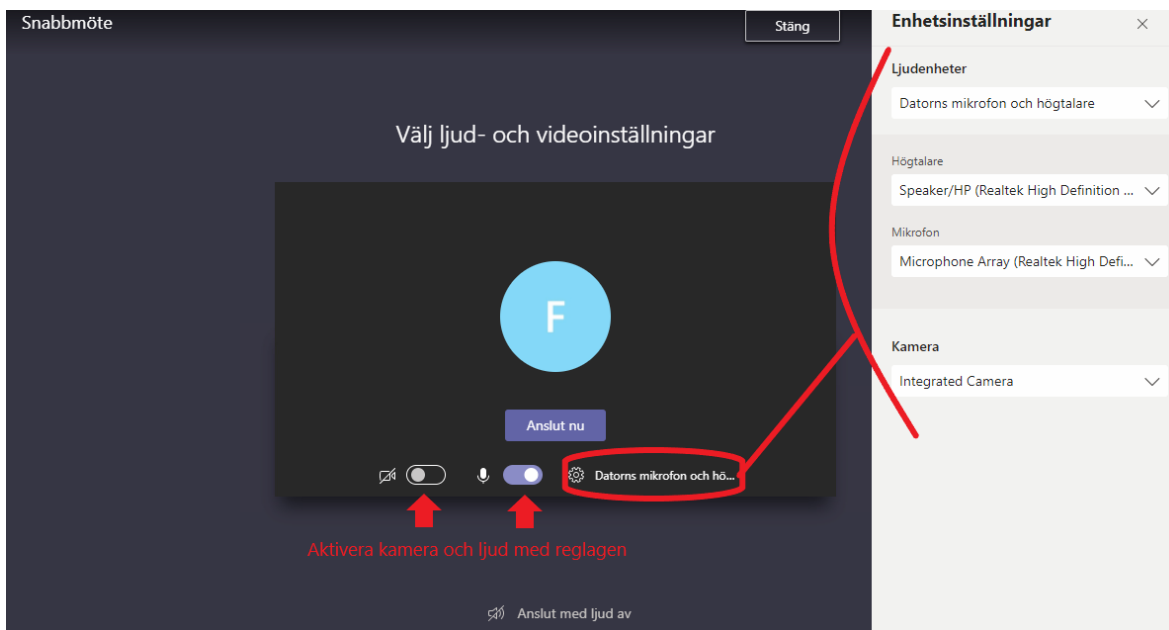 Snabbmöte
Stäng
Välj ljud- och videoinställningar
F
Anslut nu
Datorns mikrofon och hö...
Aktivera kamera och ljud med reglagen
Anslut med ljud av
Enhetsinställningar
Ljudenheter
Datorns mikrofon och högtalare
Högtalare
Speaker/HP (Realtek High Definition ...
Mikrofon
Microphone Array (Realtek High Defi...
Kamera
Integrated Camera